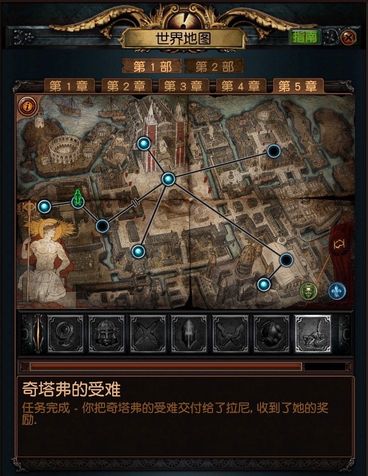 世界地图
指南
第 1 部 第 2 部
第 1 章 第 2 章 第 3 章 第 4 章 第 5 章
奇塔弗的受难
任务完成 - 你把奇塔弗的受难交付给了拉尼, 收到了她的奖
励.